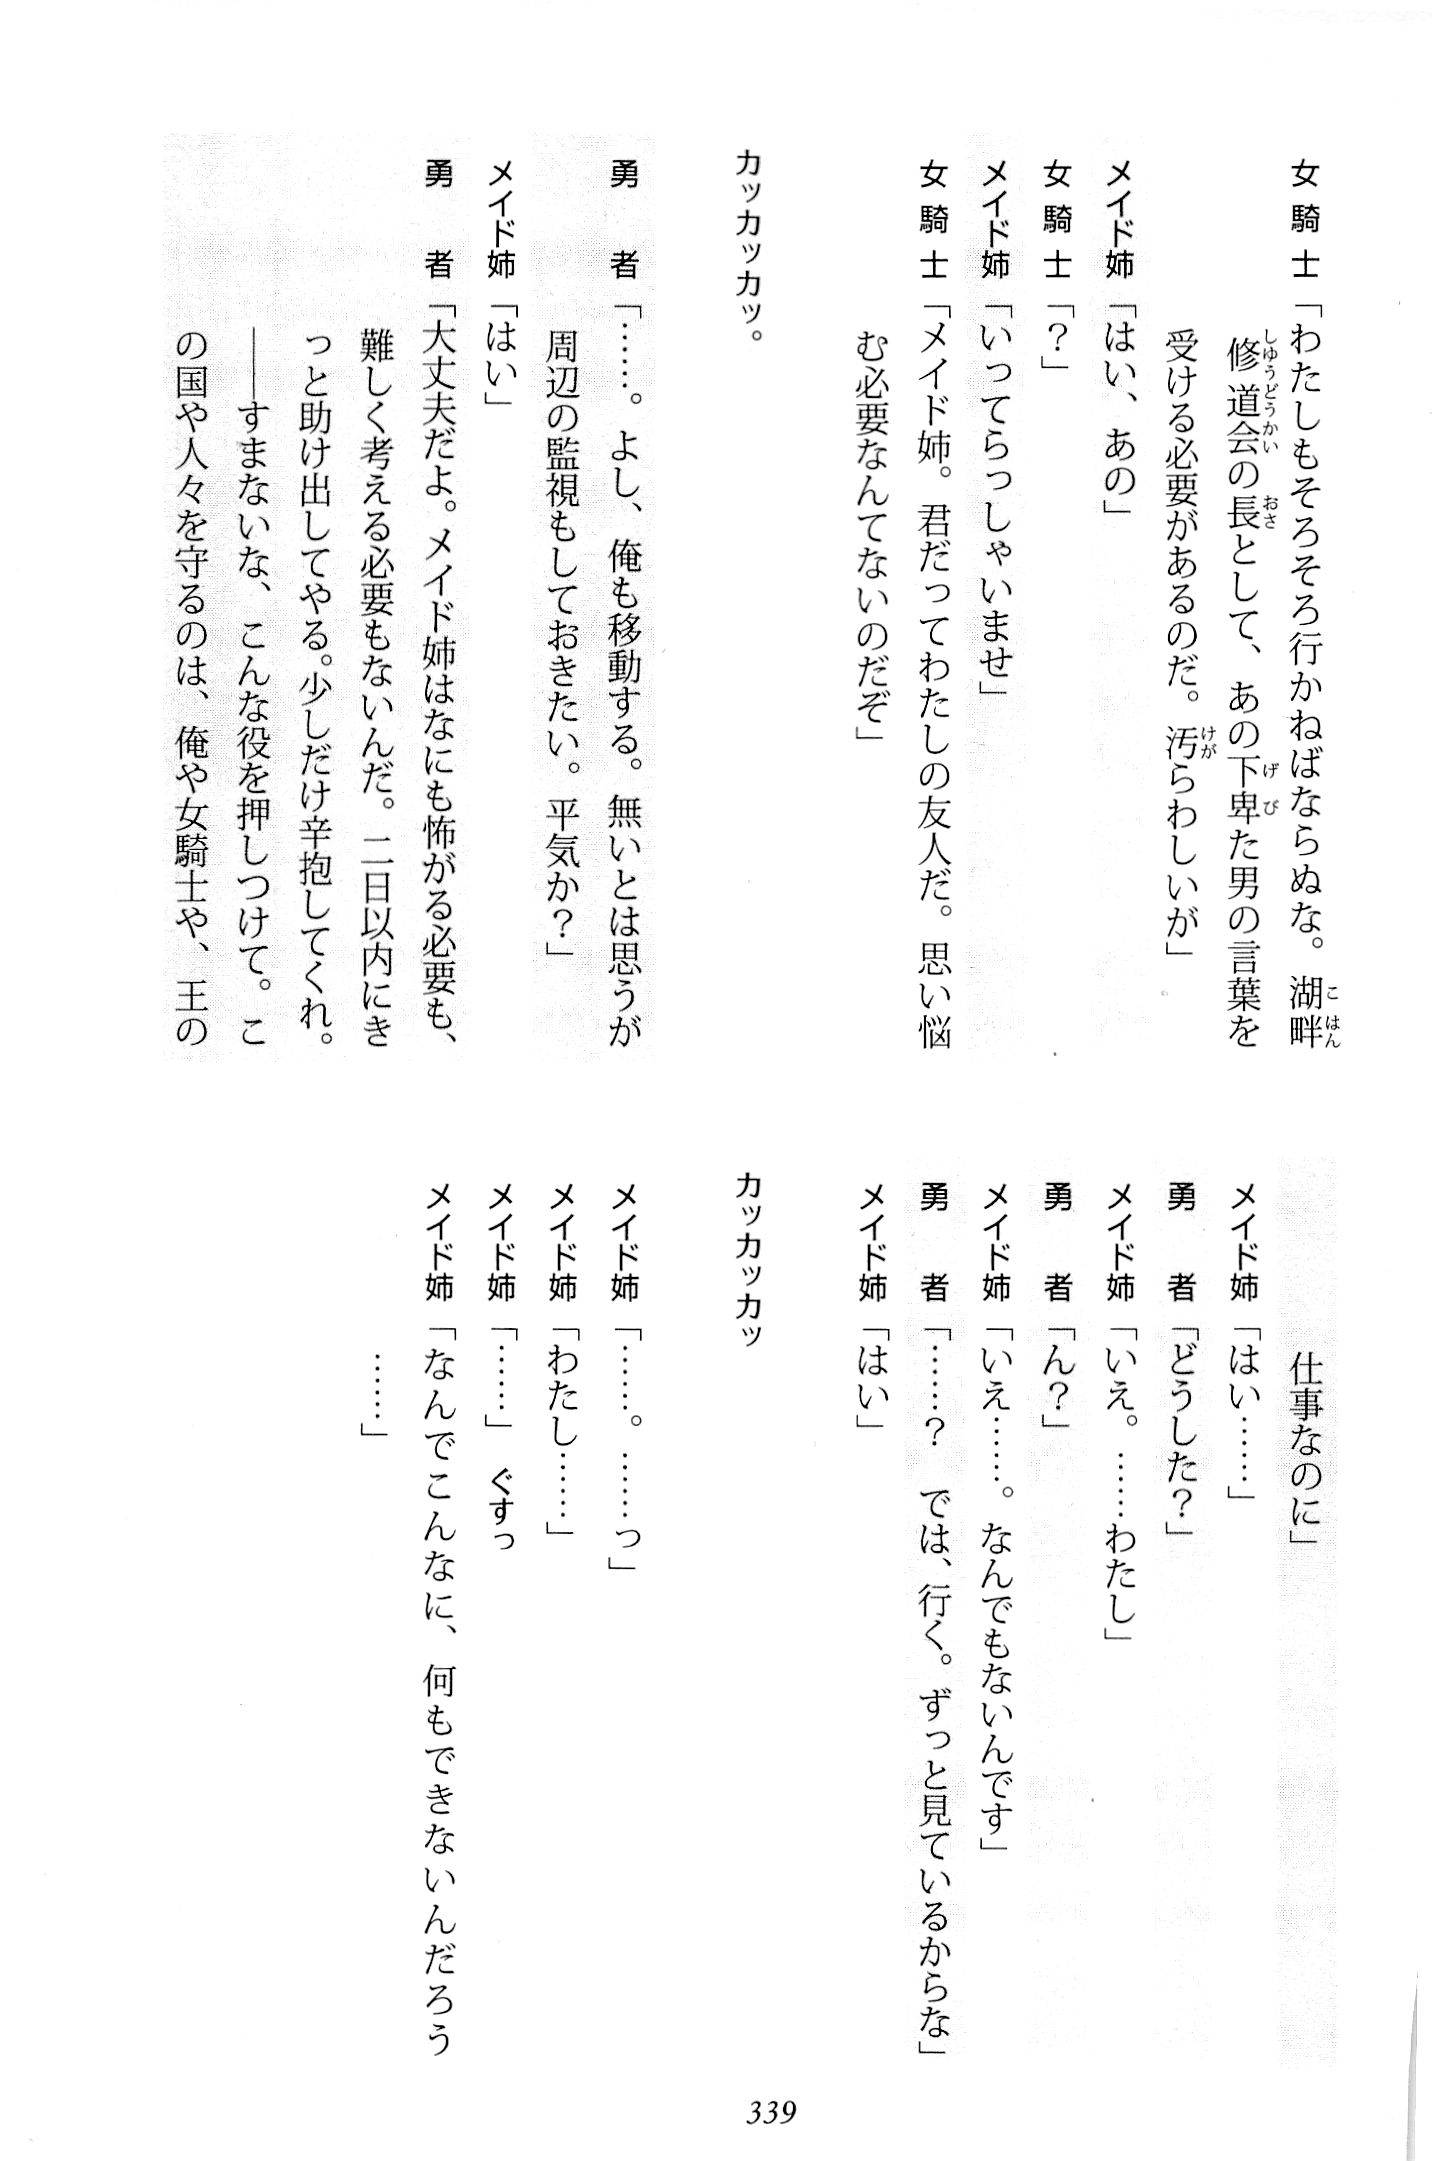 女騎士「わたしもそろそろ行かねばならぬな。湖畔
修道会の長として、あの下卑た男の言葉を
受ける必要があるのだ。汚らわしいが」
メイド姉「はい、あの」
女騎士「？」
メイド姉「いってらっしゃいませ」
女騎士「メイド姉。君だってわたしの友人だ。思い悩
む必要なんてないのだぞ」
カッカッカッ。
勇者「……。よし、俺も移動する。無いとは思うが
周辺の監視もしておきたい。平気か？」
メイド姉「はい」
勇者「大丈夫だよ。メイド姉はなにも怖がる必要も、
難しく考える必要もないんだ。二日以内にき
っと助け出してやる。少しだけ辛抱してくれ。
――すまないな、こんな役を押しつけて。こ
の国や人々を守るのは、俺や女騎士や、王の
仕事なのに」
メイド姉「はい……」
勇者「どうした？」
メイド姉「いえ。……わたし」
勇者「ん？」
メイド姉「いえ……。なんでもないんです」
勇者「……？　では、行く。ずっと見ているからな」
メイド姉「はい」
カッカッカッ
メイド姉「……。……っ」
メイド姉「わたし……」
メイド姉「……」　ぐすっ
メイド姉「なんでこんなに、何もできないんだろう
……」
339